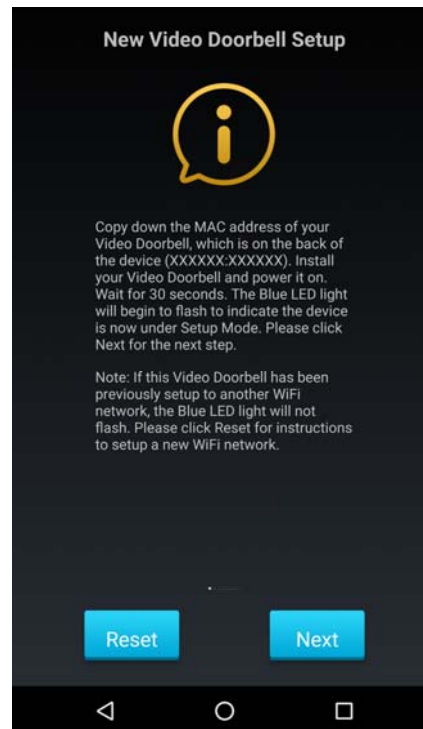 New Video Doorbell Setup
Copy down the MAC address of your
Video Doorbell, which is on the back of
the device (XXXXXX:XXXXXX). Install
your Video Doorbell and power it on.
Wait for 30 seconds. The Blue LED light
will begin to flash to indicate the device
is now under Setup Mode. Please click
Next for the next step.
Note: If this Video Doorbell has been
previously setup to another WiFi
network, the Blue LED light will not
flash. Please click Reset for instructions
to setup a new WiFi network.
Reset
Next